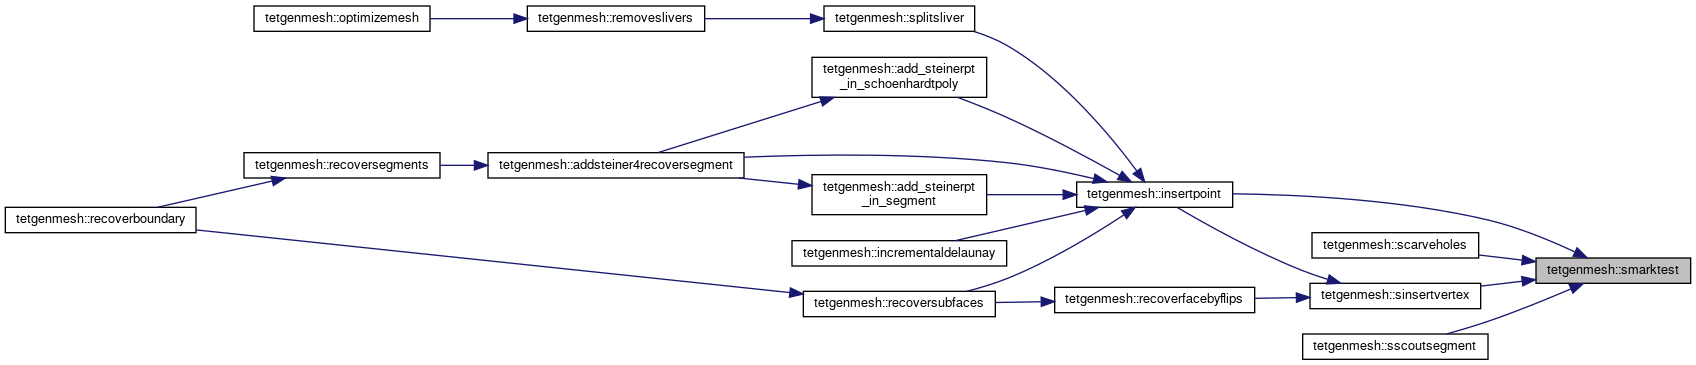 tetgenmesh::optimizemesh
tetgenmesh::removeslivers
tetgenmesh::splitsliver
tetgenmesh::add_steinerpt
_in_schoenhardtpoly
tetgenmesh::recoversegments
tetgenmesh::addsteiner4recoversegment
tetgenmesh::add_steinerpt
_in_segment
tetgenmesh::insertpoint
tetgenmesh::recoverboundary
tetgenmesh::incrementaldelaunay
tetgenmesh::scarveholes
tetgenmesh::smarktest
tetgenmesh::recoversubfaces
tetgenmesh::recoverfacebyflips
tetgenmesh::sinsertvertex
tetgenmesh::sscoutsegment